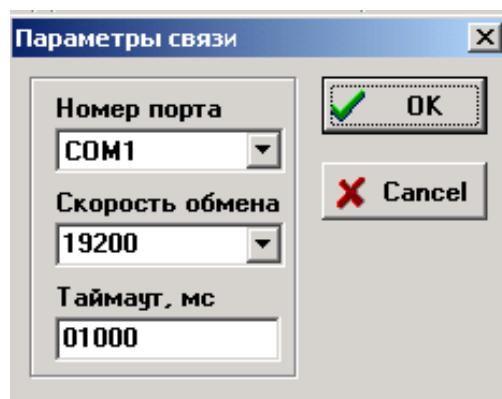 Параметры связи
Номер порта
COM1
Скорость обмена
19200
Таймаут, мс
01000
OK
Cancel